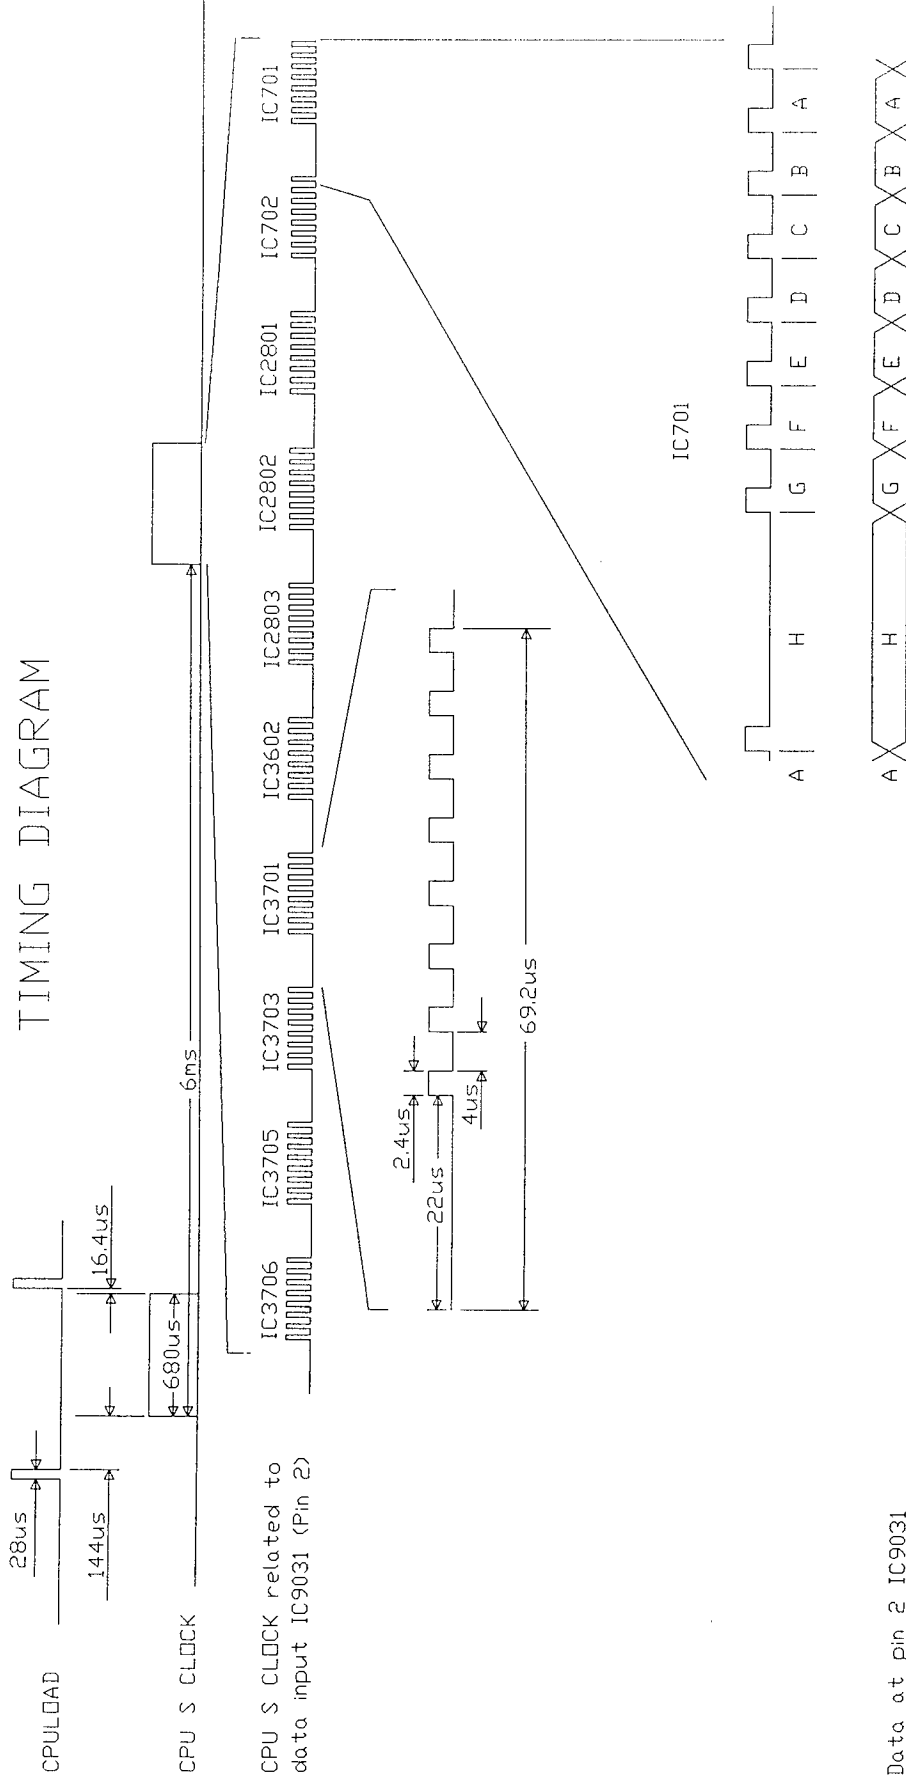 TIMING DIAGRAM
28us
CPULOAD
144us
16.4us
CPU S CLOCK
680us
6ms
CPU S CLOCK related to
data input IC9031 (Pin 2)
IC3706
IC3705
IC3703
IC3701
IC3602
IC2803
IC2802
IC2801
IC702
IC701
2.4us
22us
4us
69.2us
IC701
A
H
G
F
E
D
C
B
A
Data at pin 2 IC9031
A
H
G
F
E
D
C
B
A